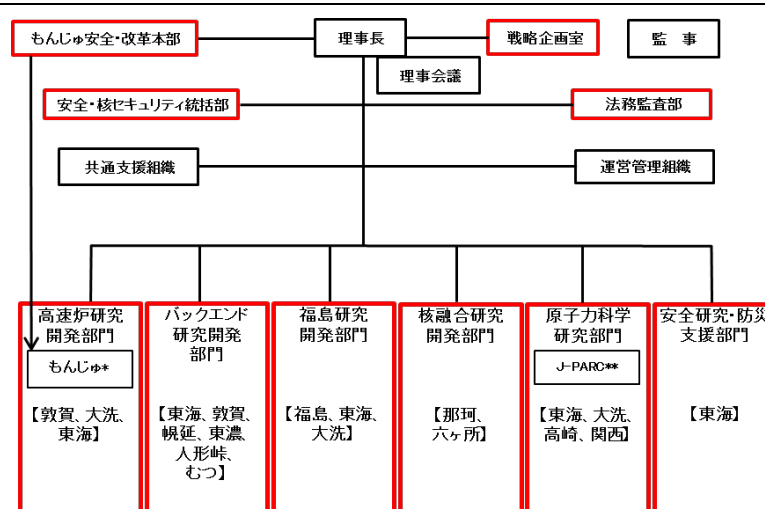 もんじゅ安全・改革本部
理事長
戦略企画室
監　事
理事会議
安全・核セキュリティ統括部
法務監査部
共通支援組織
運営管理組織
高速炉研究
開発部門
もんじゅ*
【敦賀、大洗、
東海】
バックエンド
研究開発
部門
【東海、敦賀、
幌延、東濃、
人形峠、
むつ】
福島研究
開発部門
【福島、東海、
大洗】
核融合研究
開発部門
【那珂、
六ヶ所】
原子力科学
研究部門
J-PARC**
【東海、大洗、
高崎、関西】
安全研究・防災
支援部門
【東海】